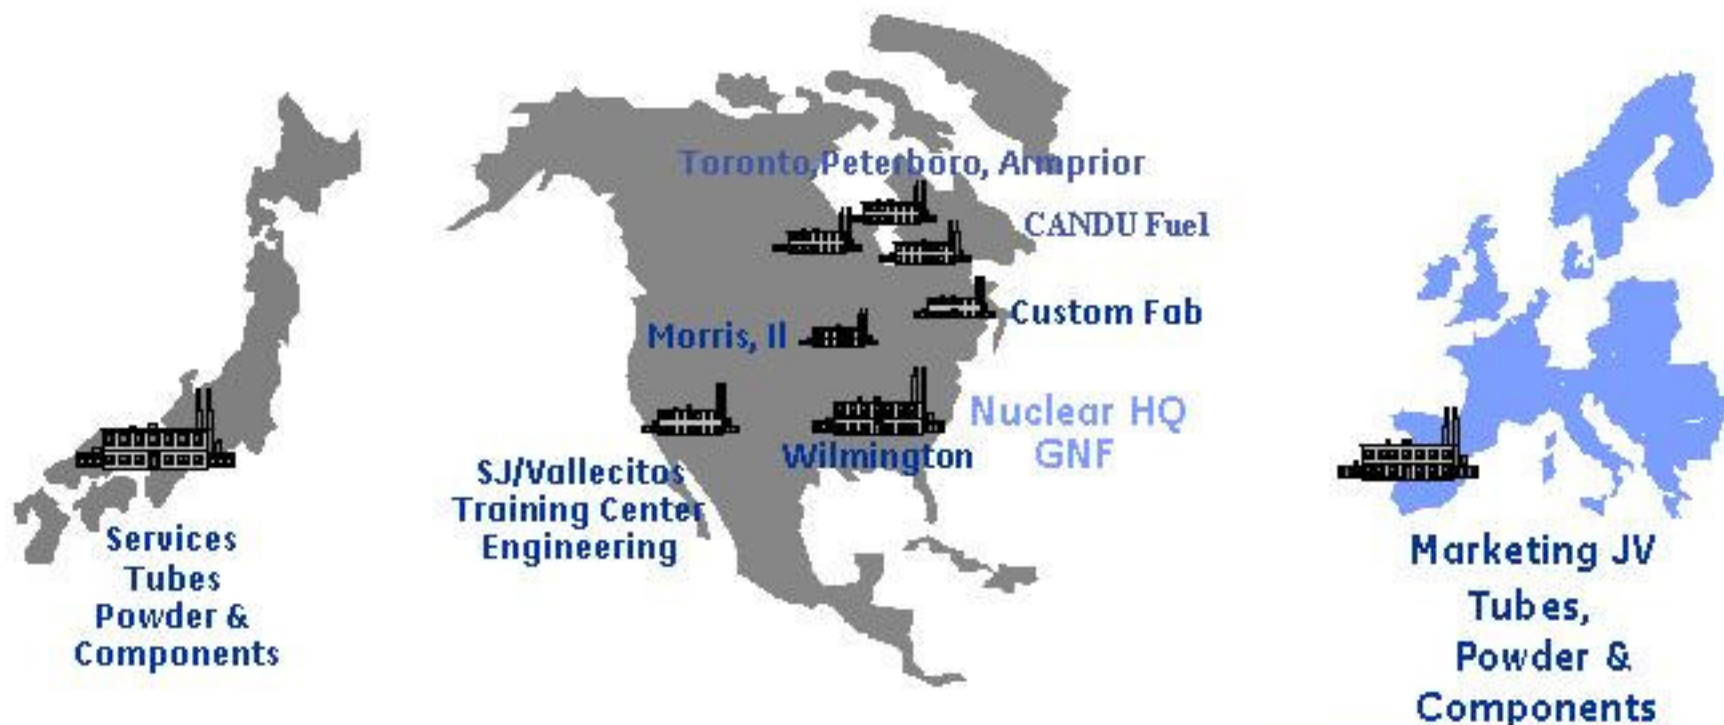 Toronto,Peterboro, Armprior
CANDU Fuel
Custom Fab
Morris, Il
Nuclear HQ
GNF
Wilmington
SJ/Vallecitos
Training Center
Engineering
Services
Tubes
Powder &
Components
Marketing JV
Tubes,
Powder &
Components